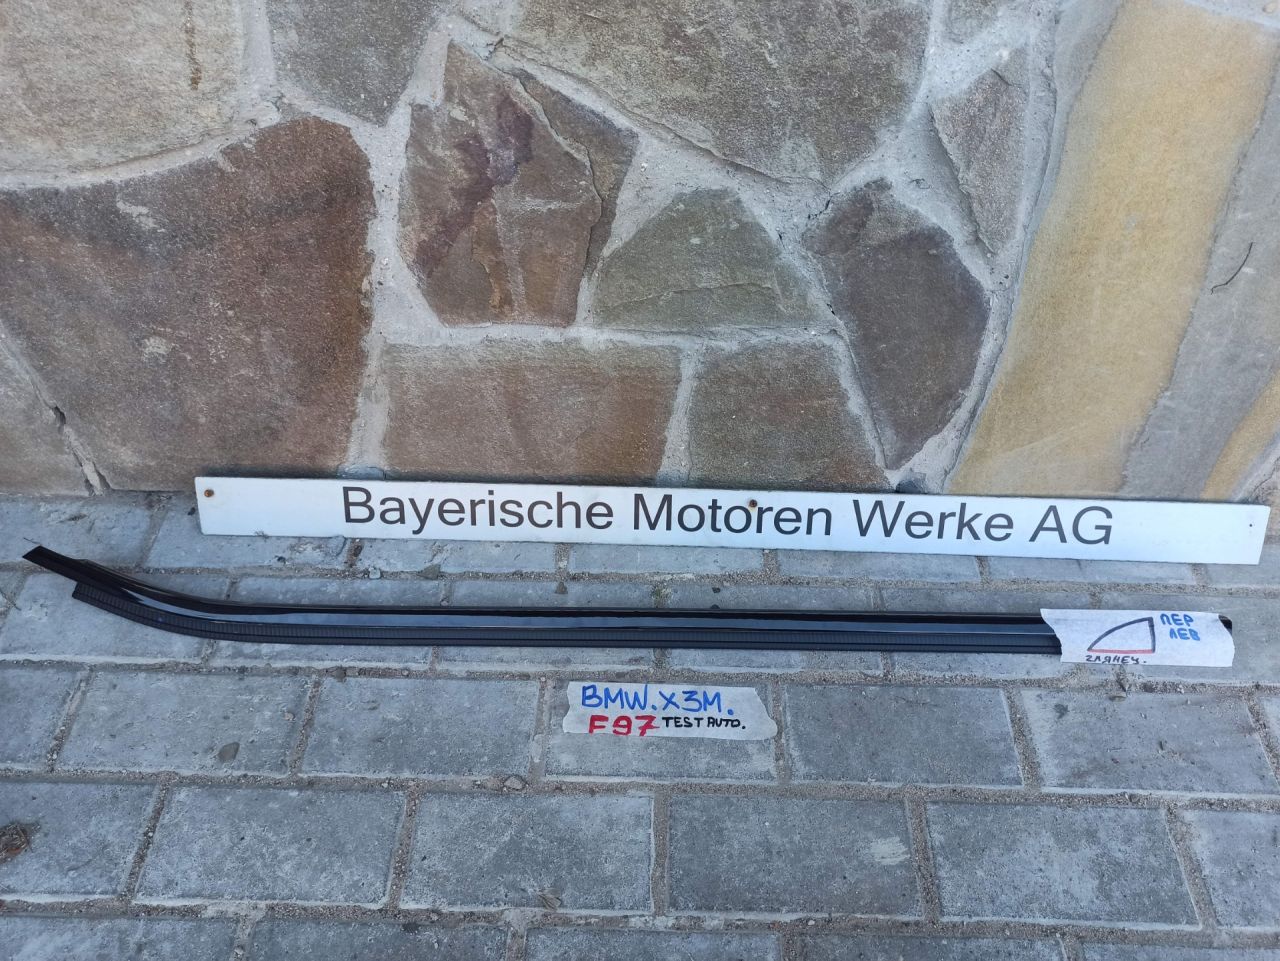 Bayerische Motoren Werke AG
ПЕР
ЛЕВ
ГЛЯНЕЦ.
BMW. X3M.
F97 TEST AUTO.